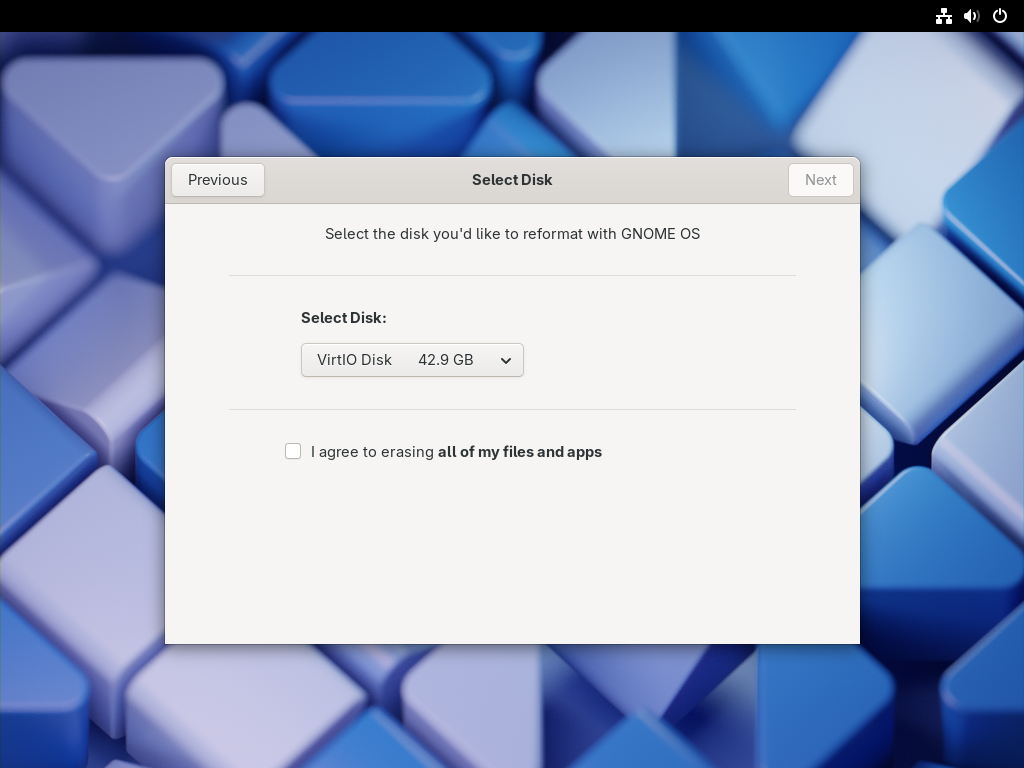 Previous
Select Disk
Next
Select the disk you'd like to reformat with GNOME OS
Select Disk:
VirtIO Disk 42.9 GB
I agree to erasing all of my files and apps